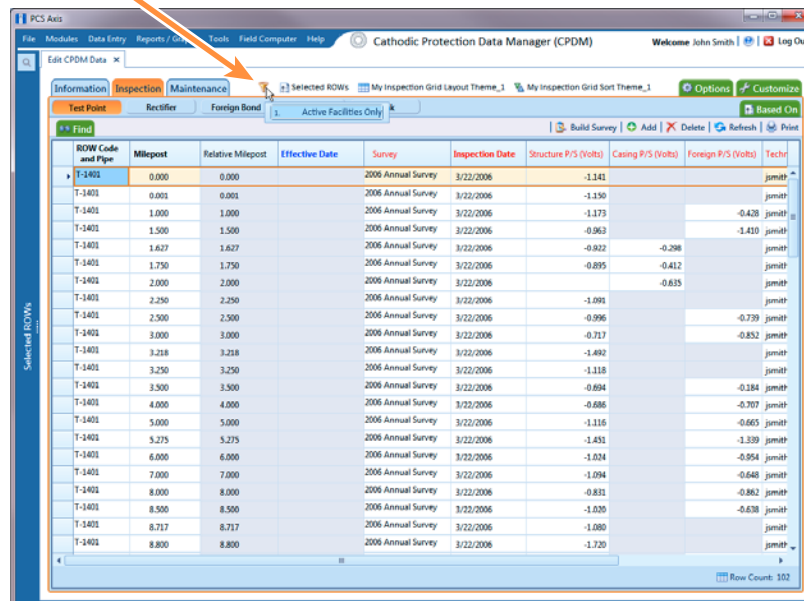 PCS Axis
File Modules Data Entry Reports / Gra Tools Field Computer Help Cathodic Protection Data Manager (CPDM) Welcome John Smith Log Ou
Edit CPDM Data
Information Inspection Maintenance Selected ROWs My Inspection Grid Layout Theme_1 My Inspection Grid Sort Theme_1 Options Customize
Test Point Rectifier Foreign Bond k Based On
1. Active Facilities Only
Find Build Survey Add Delete Refresh Print
ROW Code and Pipe Milepost Relative Milepost Effective Date Survey Inspection Date Structure P/S (Volts) Casing P/S (Volts) Foreign P/S (Volts) Techr
T-1401 0.000 0.000 2006 Annual Survey 3/22/2006 -1.141 jsmith
T-1401 0.001 0.001 2006 Annual Survey 3/22/2006 -1.150 jsmith
T-1401 1.000 1.000 2006 Annual Survey 3/22/2006 -1.173 -0.428 jsmith
T-1401 1.500 1.500 2006 Annual Survey 3/22/2006 -0.963 -1.410 jsmith
T-1401 1.627 1.627 2006 Annual Survey 3/22/2006 -0.922 -0.298 jsmith
T-1401 1.750 1.750 2006 Annual Survey 3/22/2006 -0.895 -0.412 jsmith
T-1401 2.000 2.000 2006 Annual Survey 3/22/2006 -0.635 jsmith
T-1401 2.250 2.250 2006 Annual Survey 3/22/2006 -1.091 jsmith
T-1401 2.500 2.500 2006 Annual Survey 3/22/2006 -0.996 -0.739 jsmith
T-1401 3.000 3.000 2006 Annual Survey 3/22/2006 -0.717 -0.852 jsmith
T-1401 3.218 3.218 2006 Annual Survey 3/22/2006 -1.492 jsmith
T-1401 3.250 3.250 2006 Annual Survey 3/22/2006 -1.118 jsmith
T-1401 3.500 3.500 2006 Annual Survey 3/22/2006 -0.694 -0.184 jsmith
T-1401 4.000 4.000 2006 Annual Survey 3/22/2006 -0.686 -0.707 jsmith
T-1401 5.000 5.000 2006 Annual Survey 3/22/2006 -1.116 -0.665 jsmith
T-1401 5.275 5.275 2006 Annual Survey 3/22/2006 -1.451 -1.339 jsmith
T-1401 6.000 6.000 2006 Annual Survey 3/22/2006 -1.024 -0.954 jsmith
T-1401 7.000 7.000 2006 Annual Survey 3/22/2006 -1.094 -0.648 jsmith
T-1401 8.000 8.000 2006 Annual Survey 3/22/2006 -0.831 -0.862 jsmith
T-1401 8.500 8.500 2006 Annual Survey 3/22/2006 -1.020 -0.638 jsmith
T-1401 8.717 8.717 2006 Annual Survey 3/22/2006 -1.080 jsmith
T-1401 8.800 8.800 2006 Annual Survey 3/22/2006 -1.720 jsmith
Row Count: 102
Selected ROWs